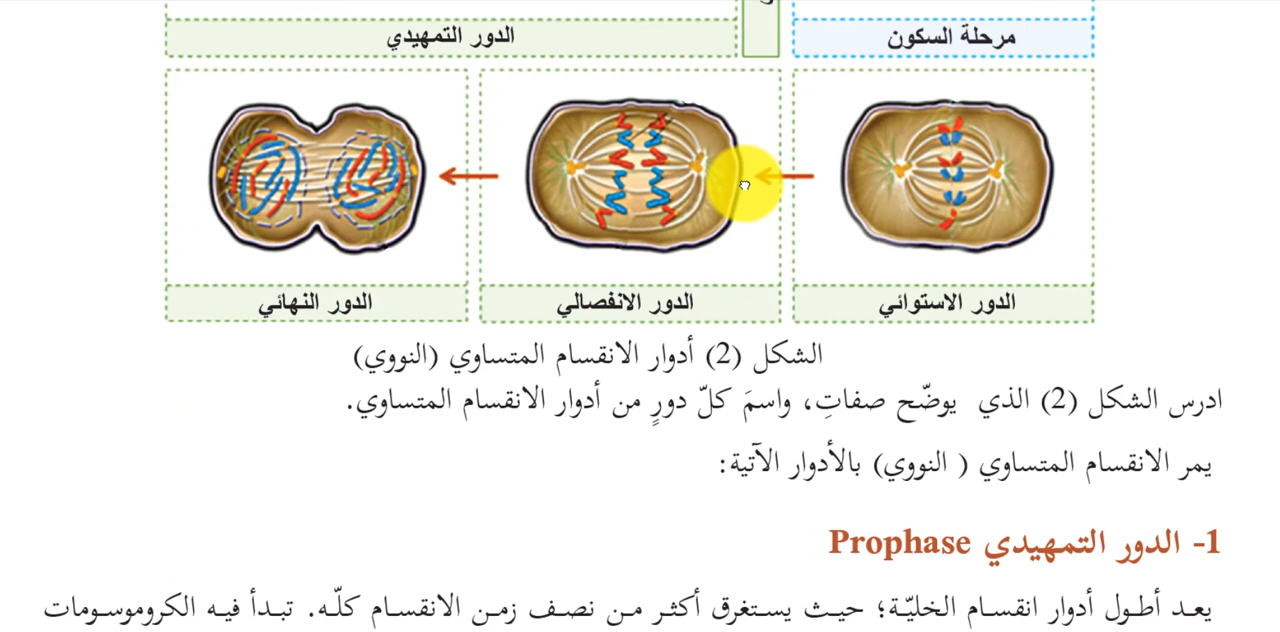 مرحلة السكون
الدور التمهيدي
الدور الاستوائي
الدور الانفصالي
الدور النهائي
الشكل (2) أدوار الانقسام المتساوي (النووي)
ادرس الشكل (2) الذي يوضّح صفاتِ، واسمَ كلّ دورٍ من أدوار الانقسام المتساوي.
يمر الانقسام المتساوي ( النووي) بالأدوار الآتية:
1- الدور التمهيدي Prophase
يعد أطول أدوار انقسام الخليّة؛ حيث يستغرق أكثر من نصف زمن الانقسام كلّه. تبدأ فيه الكروموسومات